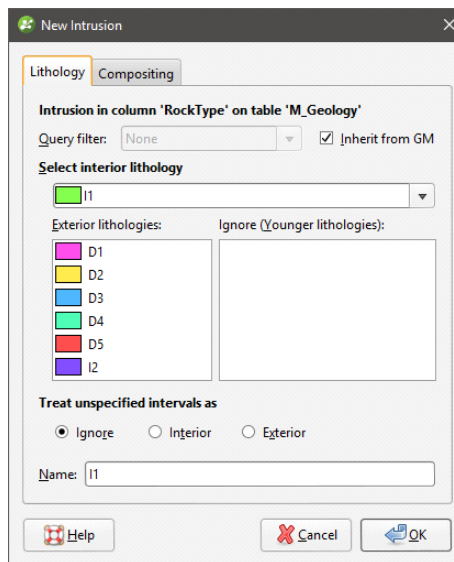 New Intrusion
Lithology Compositing
Intrusion in column 'RockType' on table 'M_Geology'
Query filter: None Inherit from GM
Select interior lithology
I1
Exterior lithologies: Ignore (Younger lithologies):
D1
D2
D3
D4
D5
I2
Treat unspecified intervals as
Ignore Interior Exterior
Name: I1
Help Cancel OK